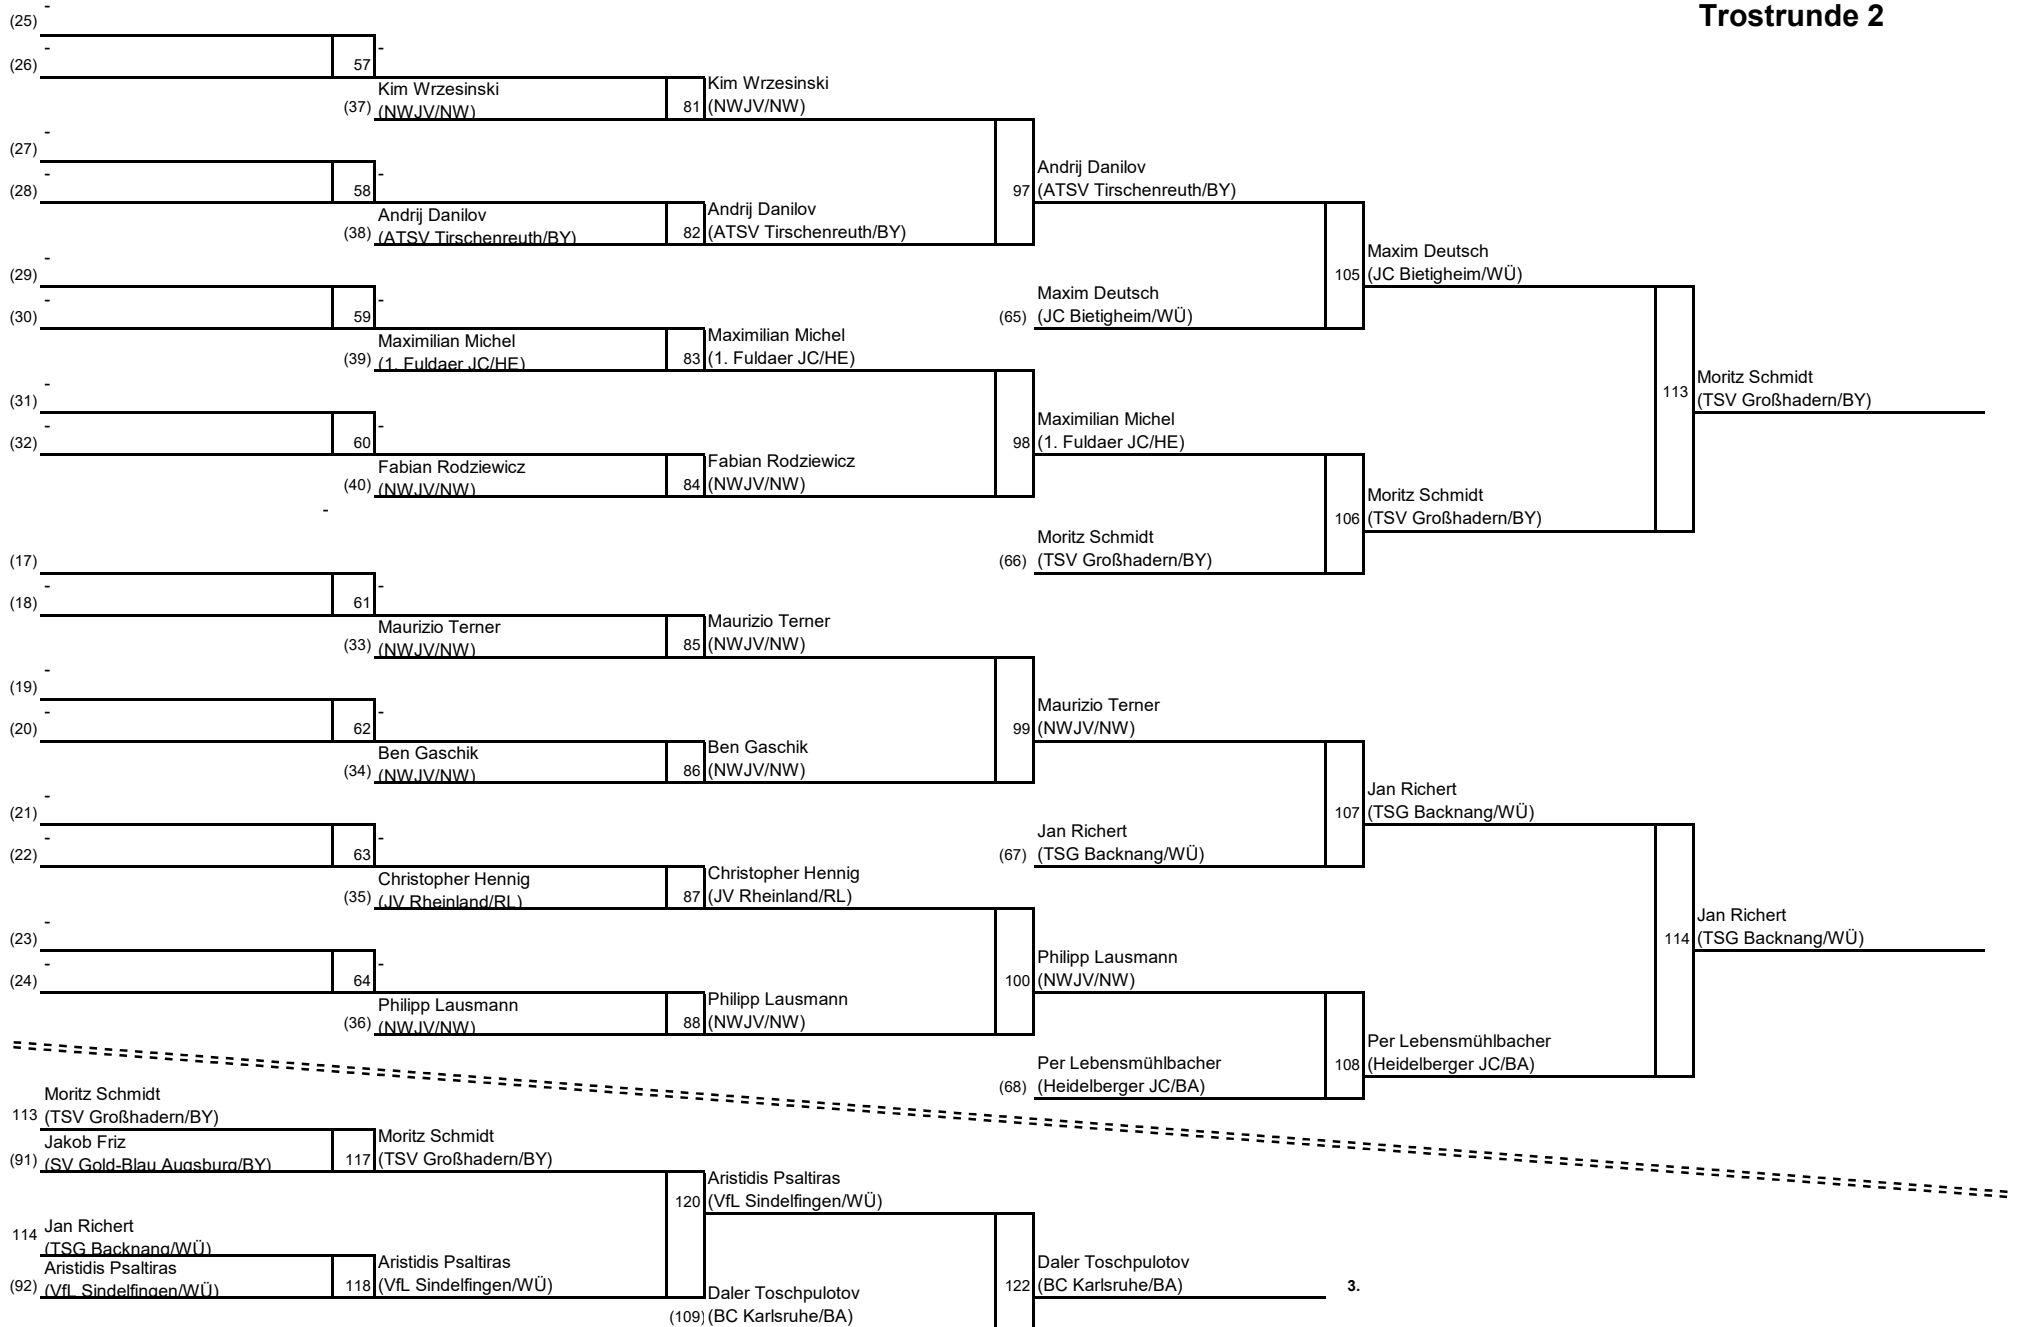 Trostrunde 2
-
(25)
-
(26)
57
-
Kim Wrzesinski
(37) (NWJV/NW)
81
Kim Wrzesinski
(NWJV/NW)
-
(27)
-
(28)
58
-
Andrij Danilov
(38) (ATSV Tirschenreuth/BY)
82
Andrij Danilov
(ATSV Tirschenreuth/BY)
97
Andrij Danilov
(ATSV Tirschenreuth/BY)
-
(29)
-
(30)
59
-
Maximilian Michel
(39) (1. Fuldaer JC/HE)
83
Maximilian Michel
(1. Fuldaer JC/HE)
Maxim Deutsch
(65) (JC Bietigheim/WÜ)
105
Maxim Deutsch
(JC Bietigheim/WÜ)
-
(31)
-
(32)
60
-
Fabian Rodziewicz
(40) (NWJV/NW)
84
Fabian Rodziewicz
(NWJV/NW)
98
Maximilian Michel
(1. Fuldaer JC/HE)
113
Moritz Schmidt
(TSV Großhadern/BY)
-
Moritz Schmidt
(66) (TSV Großhadern/BY)
106
Moritz Schmidt
(TSV Großhadern/BY)
(17)
-
(18)
61
-
Maurizio Terner
(33) (NWJV/NW)
85
Maurizio Terner
(NWJV/NW)
-
(19)
-
(20)
62
-
Ben Gaschik
(34) (NWJV/NW)
86
Ben Gaschik
(NWJV/NW)
99
Maurizio Terner
(NWJV/NW)
-
(21)
-
(22)
63
-
Christopher Hennig
(35) (JV Rheinland/RL)
87
Christopher Hennig
(JV Rheinland/RL)
Jan Richert
(67) (TSG Backnang/WÜ)
107
Jan Richert
(TSG Backnang/WÜ)
-
(23)
-
(24)
64
-
Philipp Lausmann
(36) (NWJV/NW)
88
Philipp Lausmann
(NWJV/NW)
100
Philipp Lausmann
(NWJV/NW)
114
Jan Richert
(TSG Backnang/WÜ)
Per Lebensmühlbacher
(68) (Heidelberger JC/BA)
108
Per Lebensmühlbacher
(Heidelberger JC/BA)
Moritz Schmidt
113 (TSV Großhadern/BY)
Jakob Friz
(91) (SV Gold-Blau Augsburg/BY)
117
Moritz Schmidt
(TSV Großhadern/BY)
Jan Richert
114 (TSG Backnang/WÜ)
Aristidis Psaltiras
(92) (VfL Sindelfingen/WÜ)
118
Aristidis Psaltiras
(VfL Sindelfingen/WÜ)
120
Aristidis Psaltiras
(VfL Sindelfingen/WÜ)
Daler Toschpulotov
(109) (BC Karlsruhe/BA)
122
Daler Toschpulotov
(BC Karlsruhe/BA)
3.